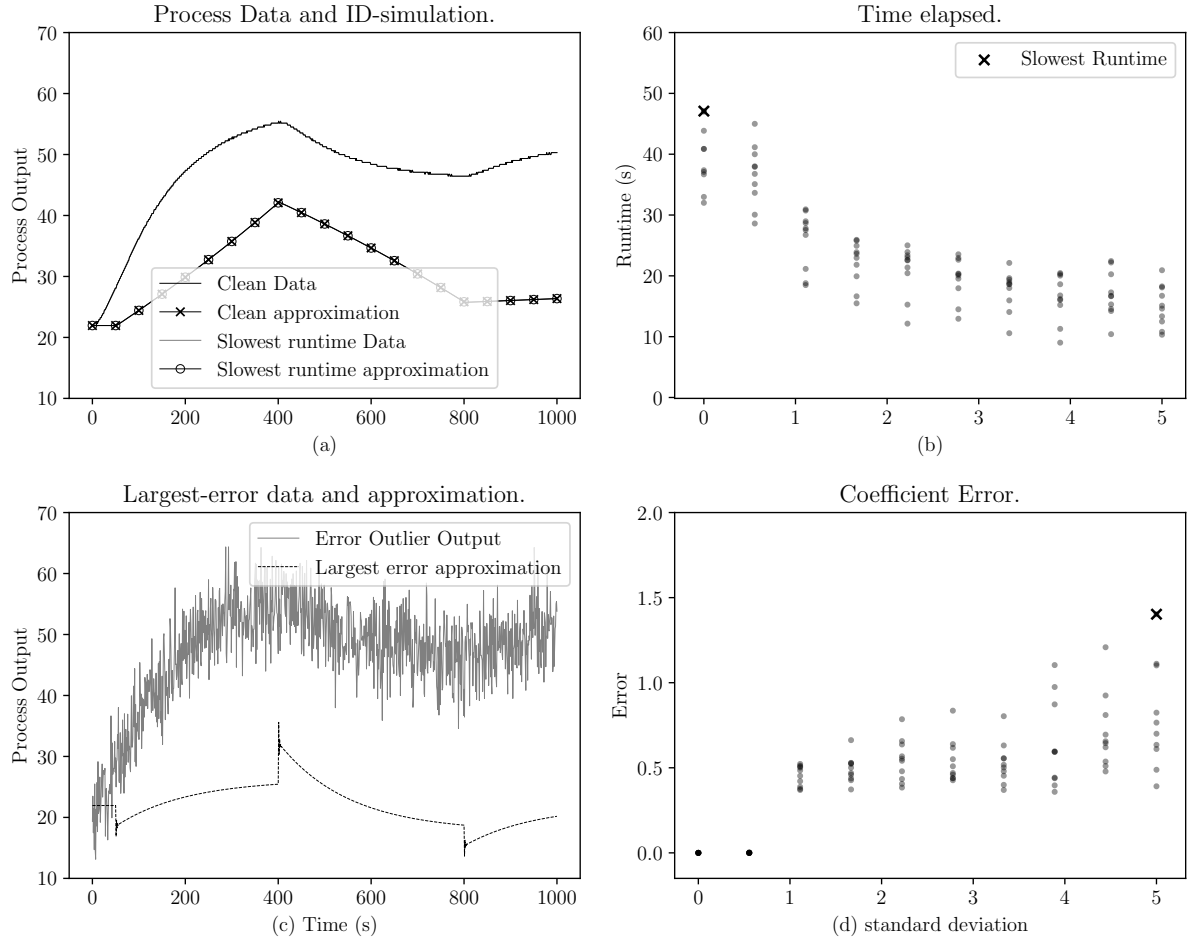 Process Data and ID-simulation.
70
60
50
40
30
20
10
Process Output
Clean Data
Clean approximation
Slowest runtime Data
Slowest runtime approximation
0 200 400 600 800 1000
(a)
Time elapsed.
60
50
40
30
20
10
0
Runtime (s)
Slowest Runtime
0 1 2 3 4 5
(b)
Largest-error data and approximation.
70
60
50
40
30
20
10
Process Output
Error Outlier Output
Largest error approximation
0 200 400 600 800 1000
(c) Time (s)
Coefficient Error.
2.0
1.5
1.0
0.5
0.0
Error
0 1 2 3 4 5
(d) standard deviation